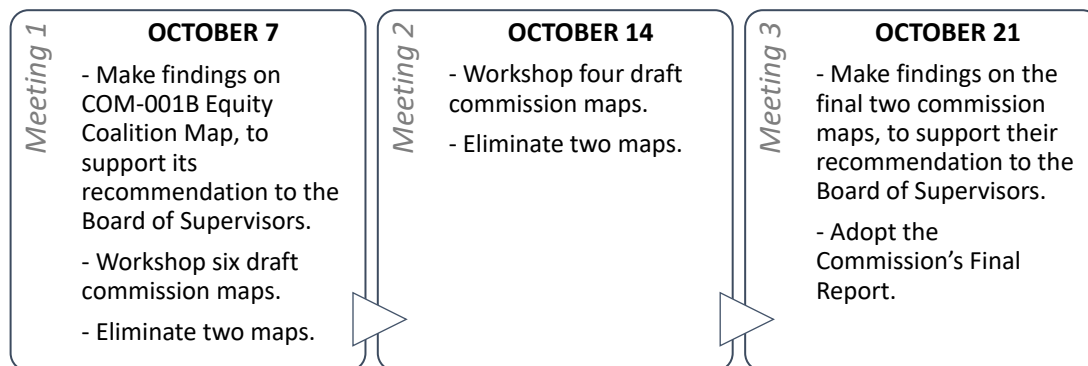 Meeting 1
OCTOBER 7
- Make findings on
COM-001B Equity
Coalition Map, to
support its
recommendation to the
Board of Supervisors.
- Workshop six draft
commission maps.
- Eliminate two maps.
Meeting 2
OCTOBER 14
- Workshop four draft
commission maps.
- Eliminate two maps.
Meeting 3
OCTOBER 21
- Make findings on the
final two commission
maps, to support their
recommendation to the
Board of Supervisors.
- Adopt the
Commission’s Final
Report.